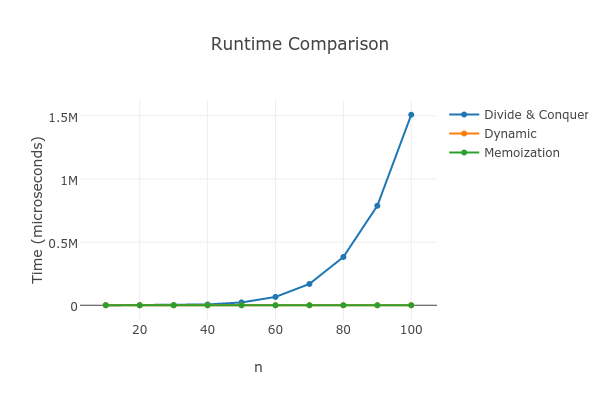 Runtime Comparison
Divide & Conquer
Dynamic
Memoization
Time (microseconds)
1.5M
1M
0.5M
0
20
40
60
80
100
n